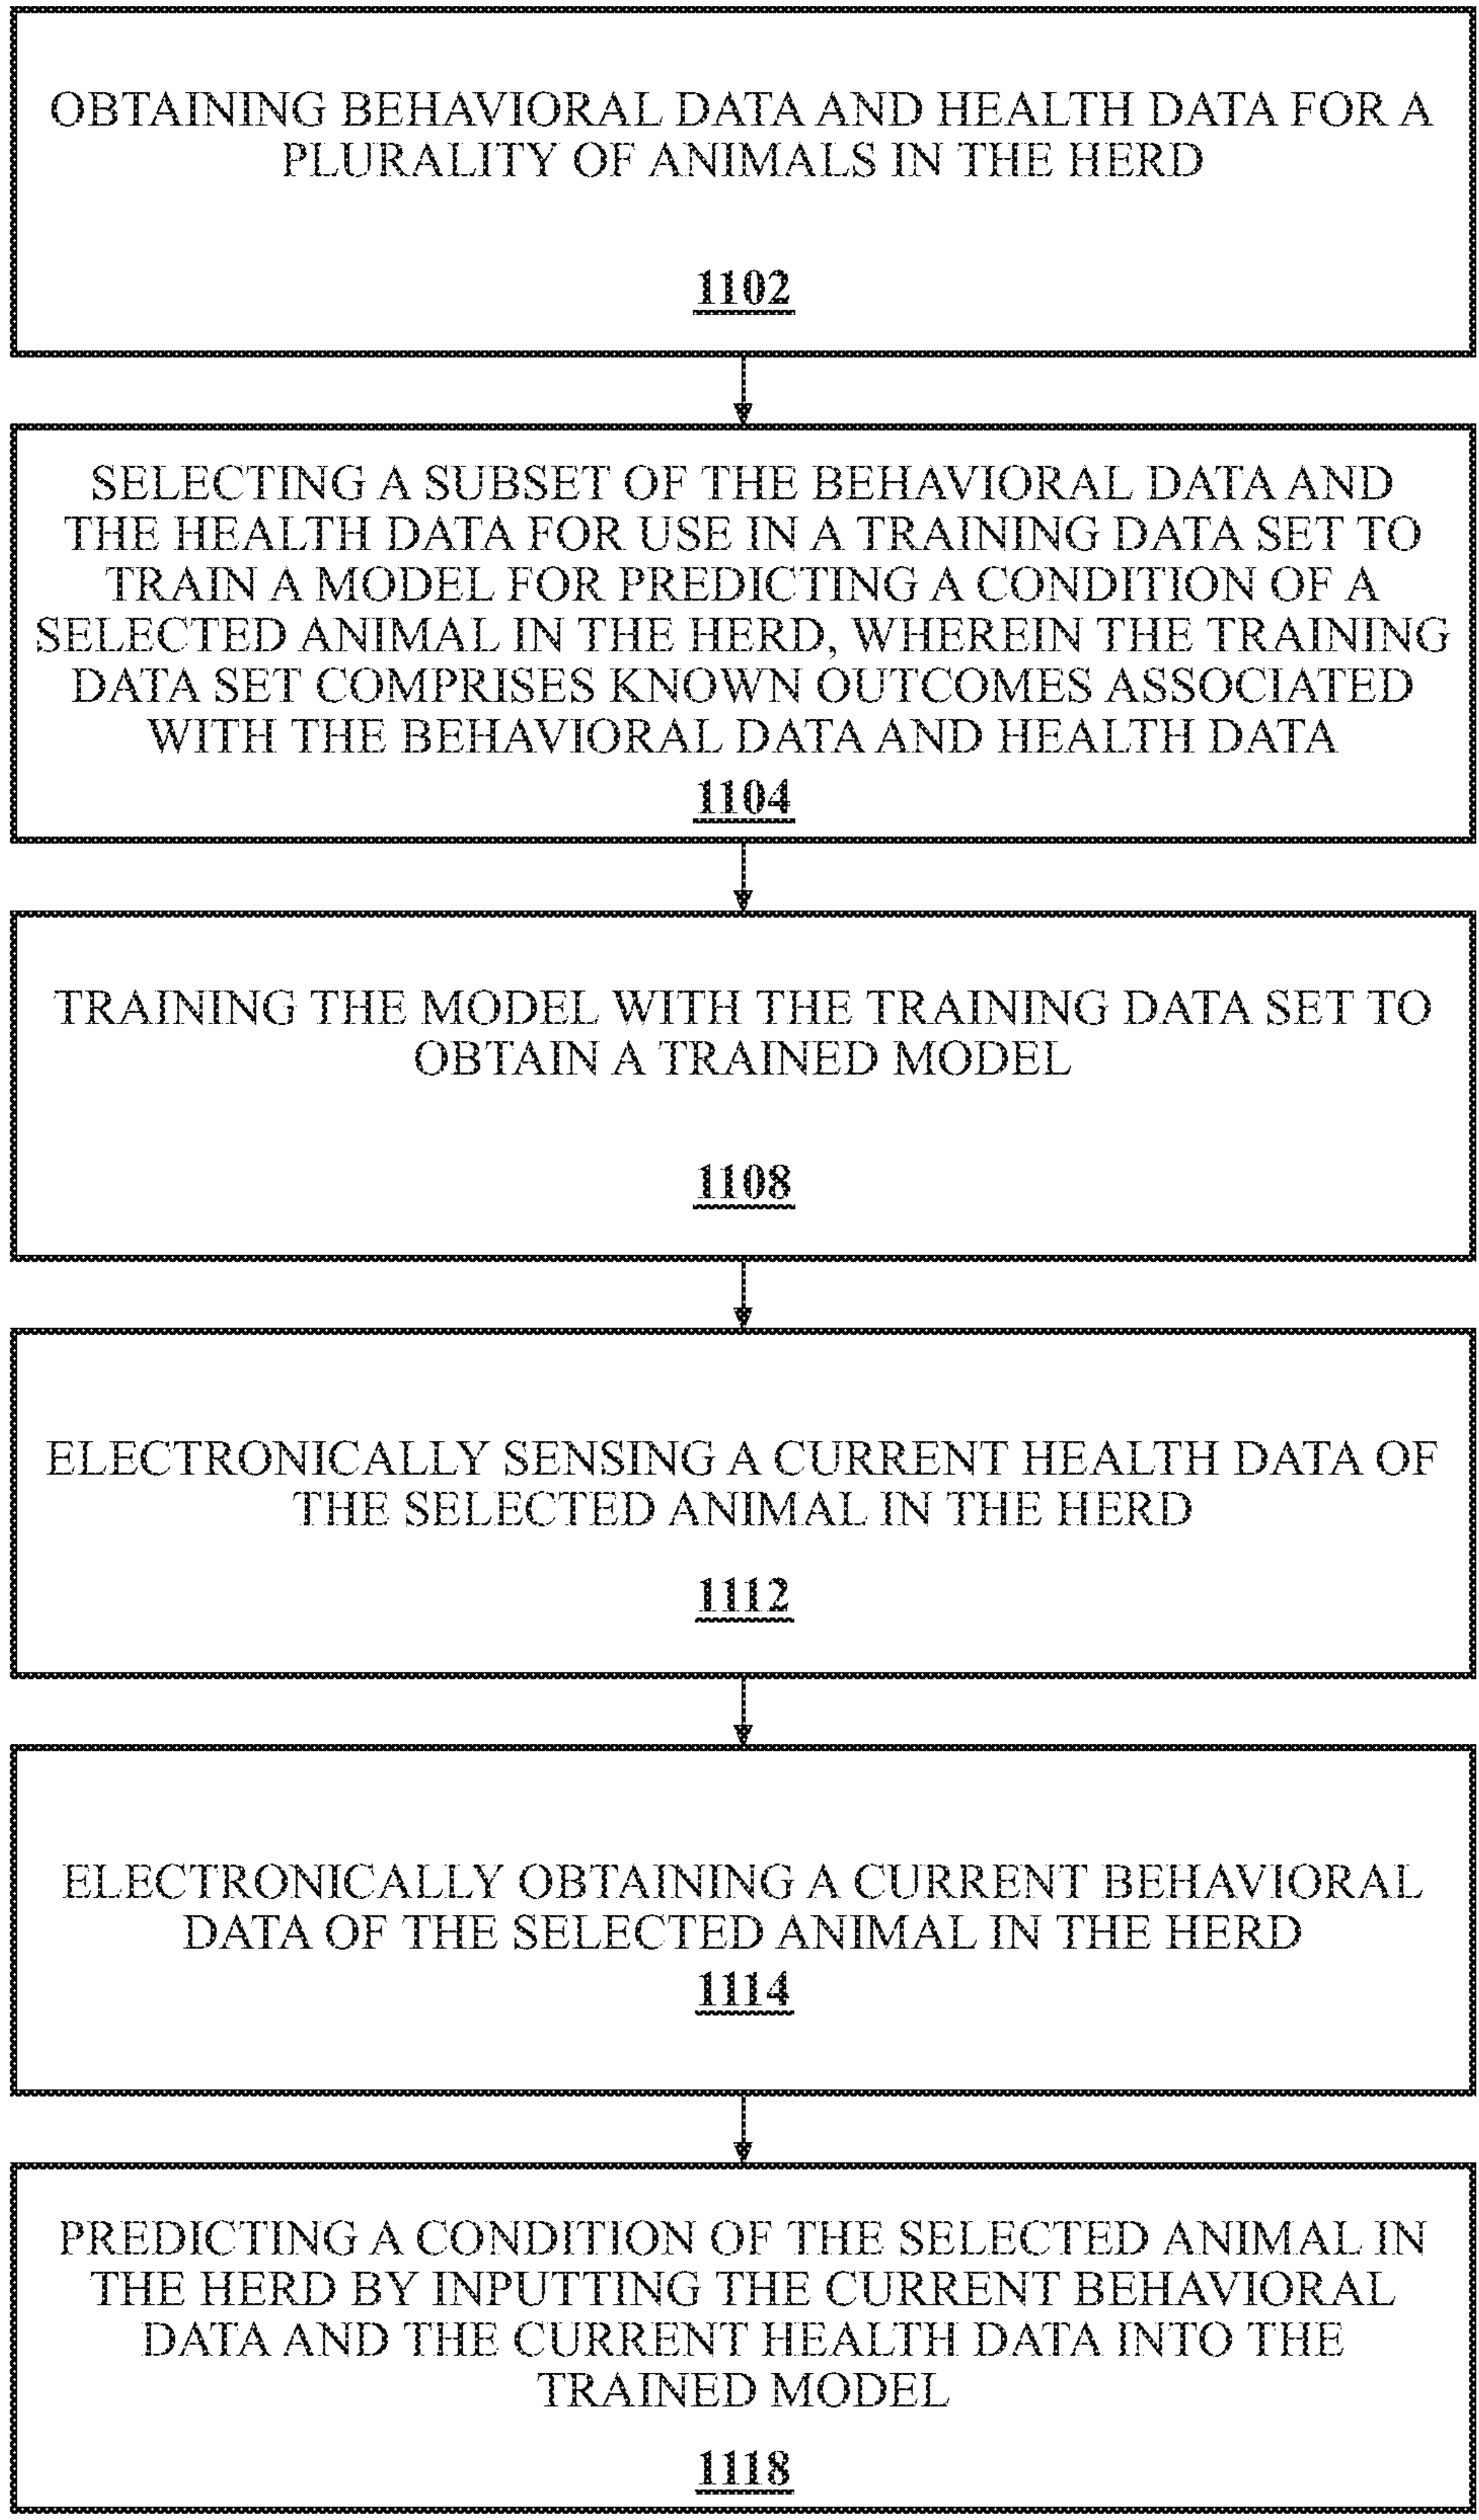 OBTAINING BEHAVIORAL DATA AND HEALTH DATA FOR A
PLURALITY OF ANIMALS IN THE HERD
1102
SELECTING A SUBSET OF THE BEHAVIORAL DATA AND
THE HEALTH DATA FOR USE IN A TRAINING DATA SET TO
TRAIN A MODEL FOR PREDICTING A CONDITION OF A
SELECTED ANIMAL IN THE HERD, WHEREIN THE TRAINING
DATA SET COMPRISES KNOWN OUTCOMES ASSOCIATED
WITH THE BEHAVIORAL DATA AND HEALTH DATA
1104
TRAINING THE MODEL WITH THE TRAINING DATA SET TO
OBTAIN A TRAINED MODEL
1108
ELECTRONICALLY SENSING A CURRENT HEALTH DATA OF
THE SELECTED ANIMAL IN THE HERD
1112
ELECTRONICALLY OBTAINING A CURRENT BEHAVIORAL
DATA OF THE SELECTED ANIMAL IN THE HERD
1114
PREDICTING A CONDITION OF THE SELECTED ANIMAL IN
THE HERD BY INPUTTING THE CURRENT BEHAVIORAL
DATA AND THE CURRENT HEALTH DATA INTO THE
TRAINED MODEL
1118